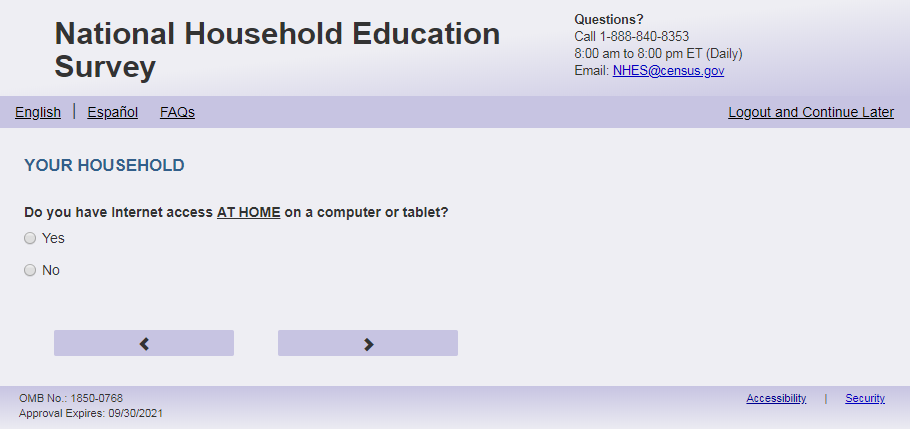 National Household Education
Survey
Questions?
Call 1-888-840-8353
8:00 am to 8:00 pm ET (Daily)
Email: NHES@census.gov
English | Español FAQs Logout and Continue Later
YOUR HOUSEHOLD
Do you have Internet access AT HOME on a computer or tablet?
Yes
No
OMB No.: 1850-0768
Approval Expires: 09/30/2021
Accessibility | Security